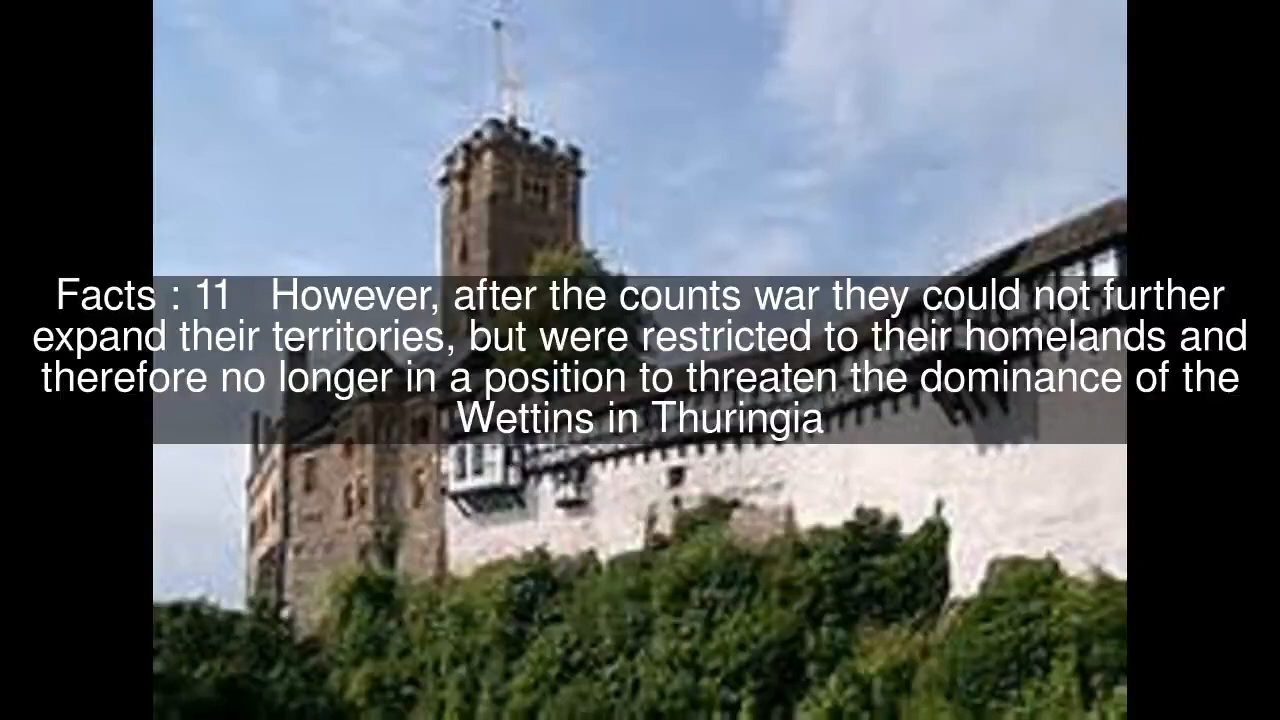 Facts : 11 However, after the counts war they could not further
expand their territories, but were restricted to their homelands and
therefore no longer in a position to threaten the dominance of the
Wettins in Thuringia